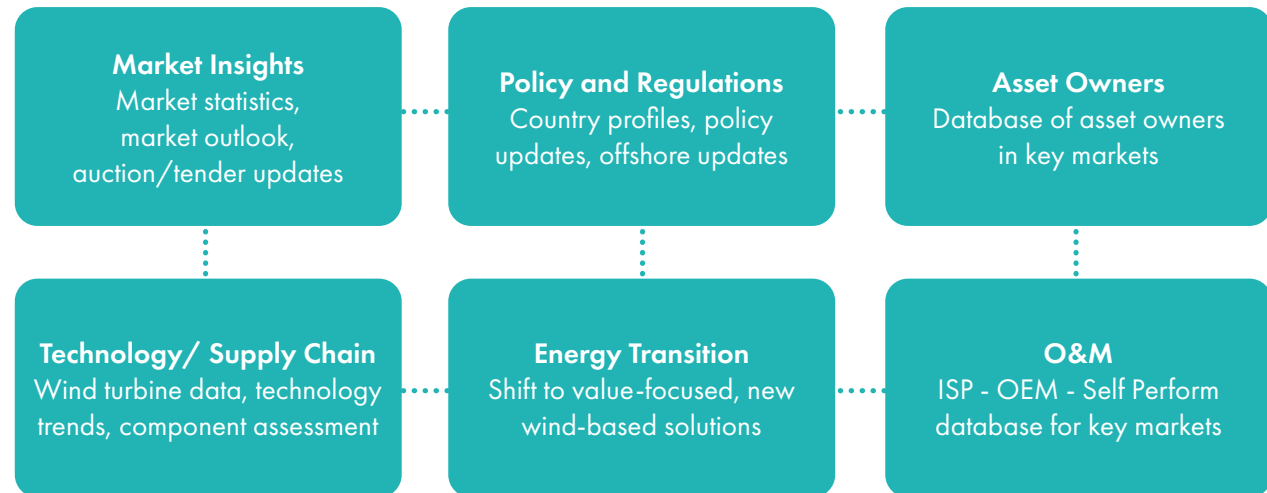 Market Insights
Market statistics,
market outlook,
auction/tender updates
Policy and Regulations
Country profiles, policy
updates, offshore updates
Asset Owners
Database of asset owners
in key markets
Technology/ Supply Chain
Wind turbine data, technology
trends, component assessment
Energy Transition
Shift to value-focused, new
wind-based solutions
O&M
ISP - OEM - Self Perform
database for key markets